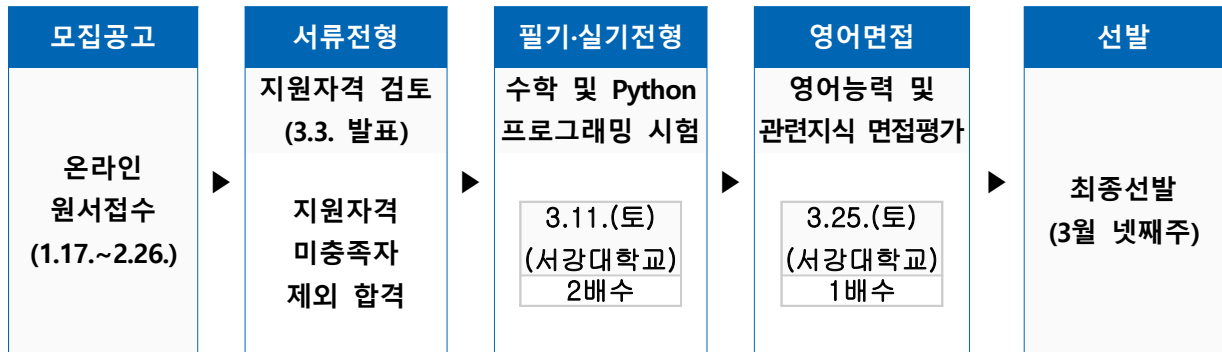 모집공고
온라인
원서접수
(1.17.~2.26.)
▶
서류전형
지원자격 검토
(3.3. 발표)
지원자격
미충족자
제외 합격
▶
필기·실기전형
수학 및 Python
프로그래밍 시험
3.11.(토)
(서강대학교)
2배수
▶
영어면접
영어능력 및
관련지식 면접평가
3.25.(토)
(서강대학교)
1배수
▶
선발
최종선발
(3월 넷째주)